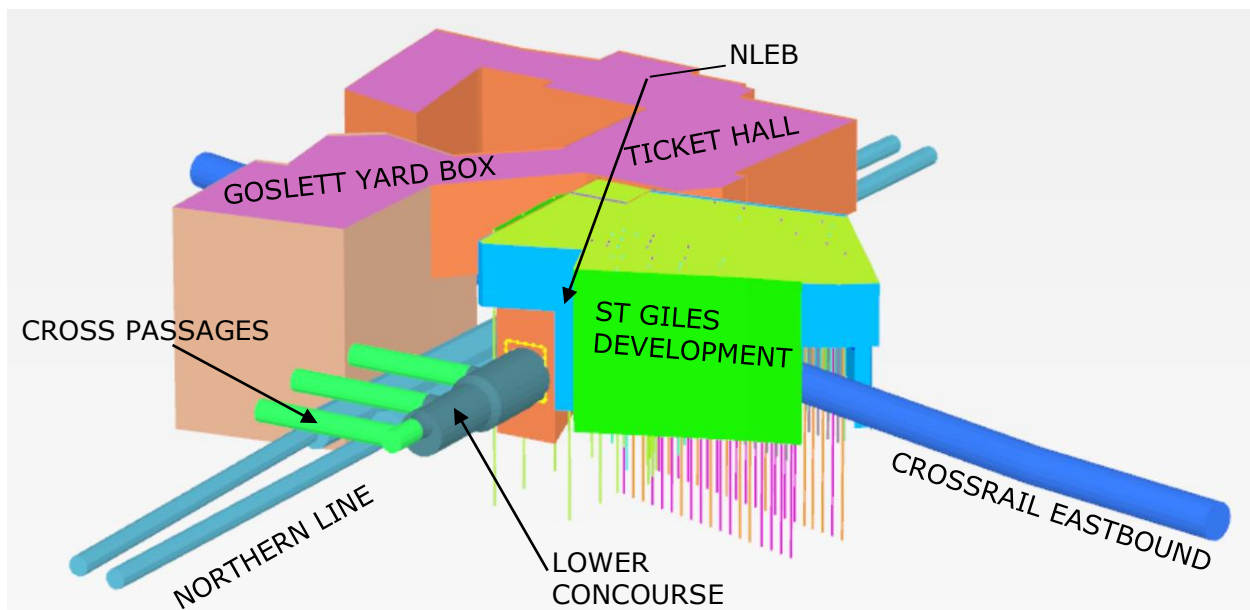 NLEB
TICKET HALL
GOSLETT YARD BOX
ST GILES
DEVELOPMENT
CROSS PASSAGES
CROSSRAIL EASTBOUND
NORTHERN LINE
LOWER
CONCOURSE